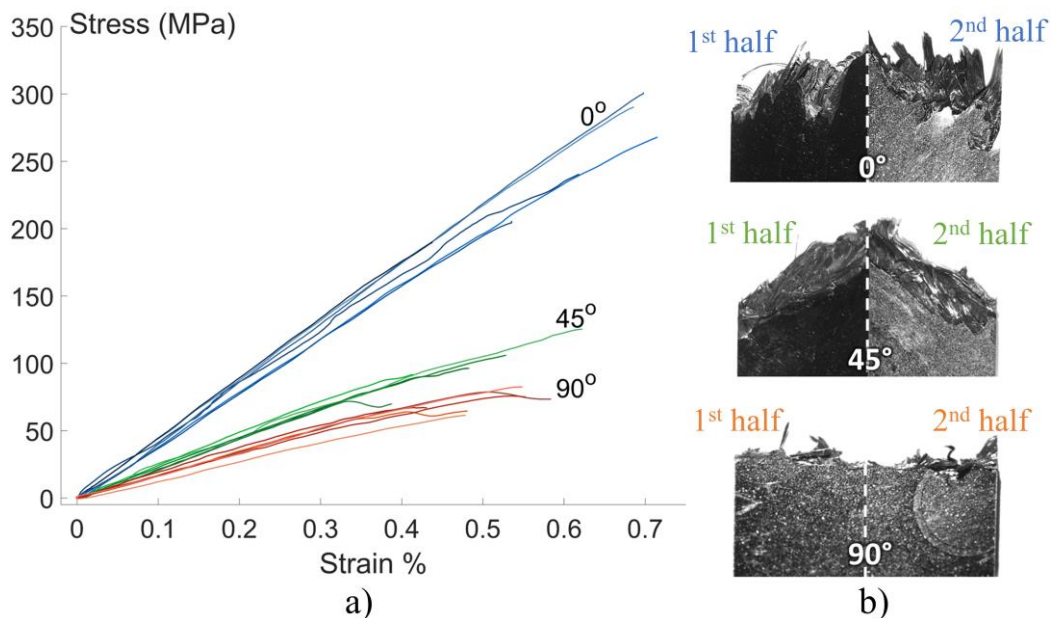 Stress (MPa)
350
300
250
200
150
100
50
0
0°
45°
90°
0 0.1 0.2 0.3 0.4 0.5 0.6 0.7
Strain %
a)
1st half 2nd half
0°
1st half 2nd half
45°
1st half 2nd half
90°
b)